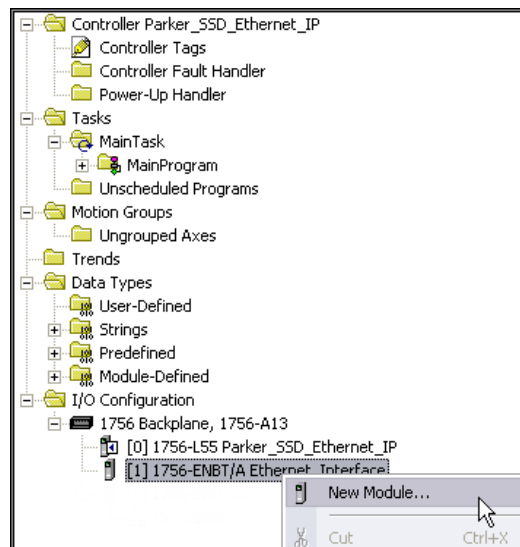 Controller Parker_SSD_Ethernet_IP
Controller Tags
Controller Fault Handler
Power-Up Handler
Tasks
MainTask
MainProgram
Unscheduled Programs
Motion Groups
Ungrouped Axes
Trends
Data Types
User-Defined
Strings
Predefined
Module-Defined
I/O Configuration
1756 Backplane, 1756-A13
[0] 1756-L55 Parker_SSD_Ethernet_IP
[1] 1756-ENBT/A Ethernet_Interface
New Module...
Cut Ctrl+X